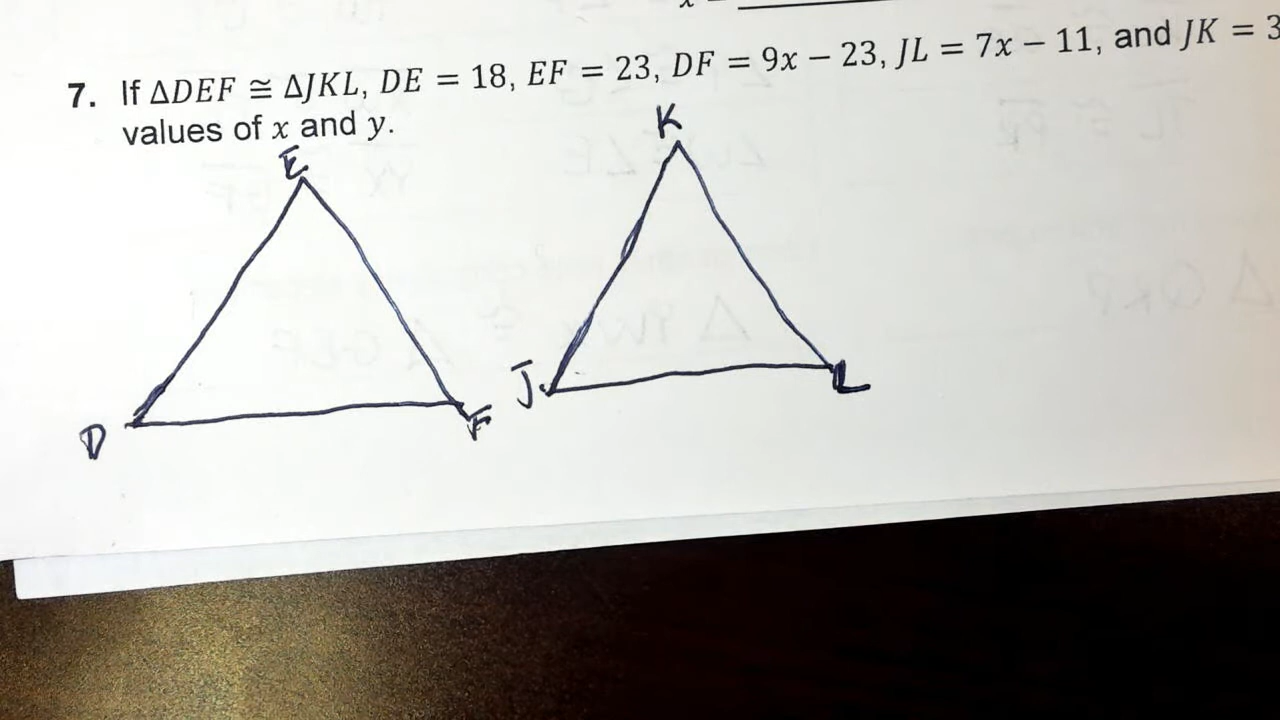 x
7. If ΔDEF ≅ ΔJKL, DE = 18, EF = 23, DF = 9x − 23, JL = 7x − 11, and JK = 3
values of x and y.
E
K
D
F
J
L